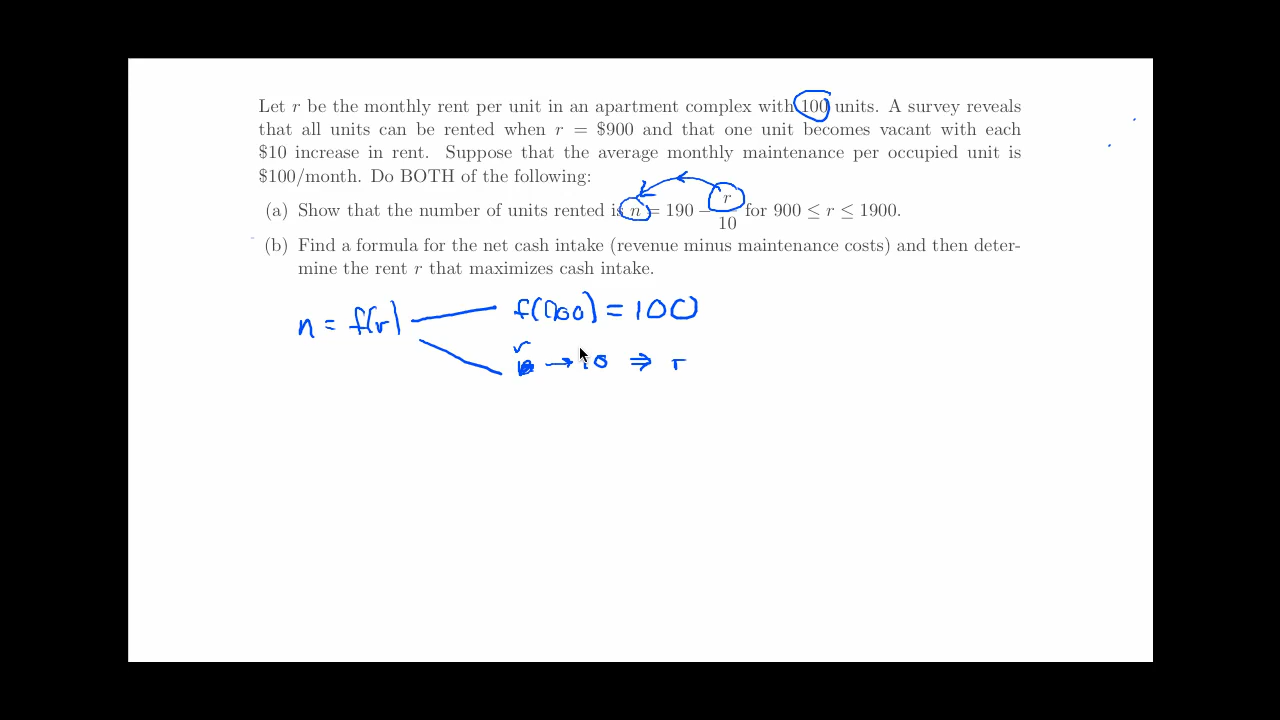 Let r be the monthly rent per unit in an apartment complex with 100 units. A survey reveals
that all units can be rented when r = $900 and that one unit becomes vacant with each
$10 increase in rent. Suppose that the average monthly maintenance per occupied unit is
$100/month. Do BOTH of the following:
(a) Show that the number of units rented is n = 190 − r/10 for 900 ≤ r ≤ 1900.
(b) Find a formula for the net cash intake (revenue minus maintenance costs) and then deter-
mine the rent r that maximizes cash intake.
n = f(r)
f( ) = 100
r → 10 ⇒ r